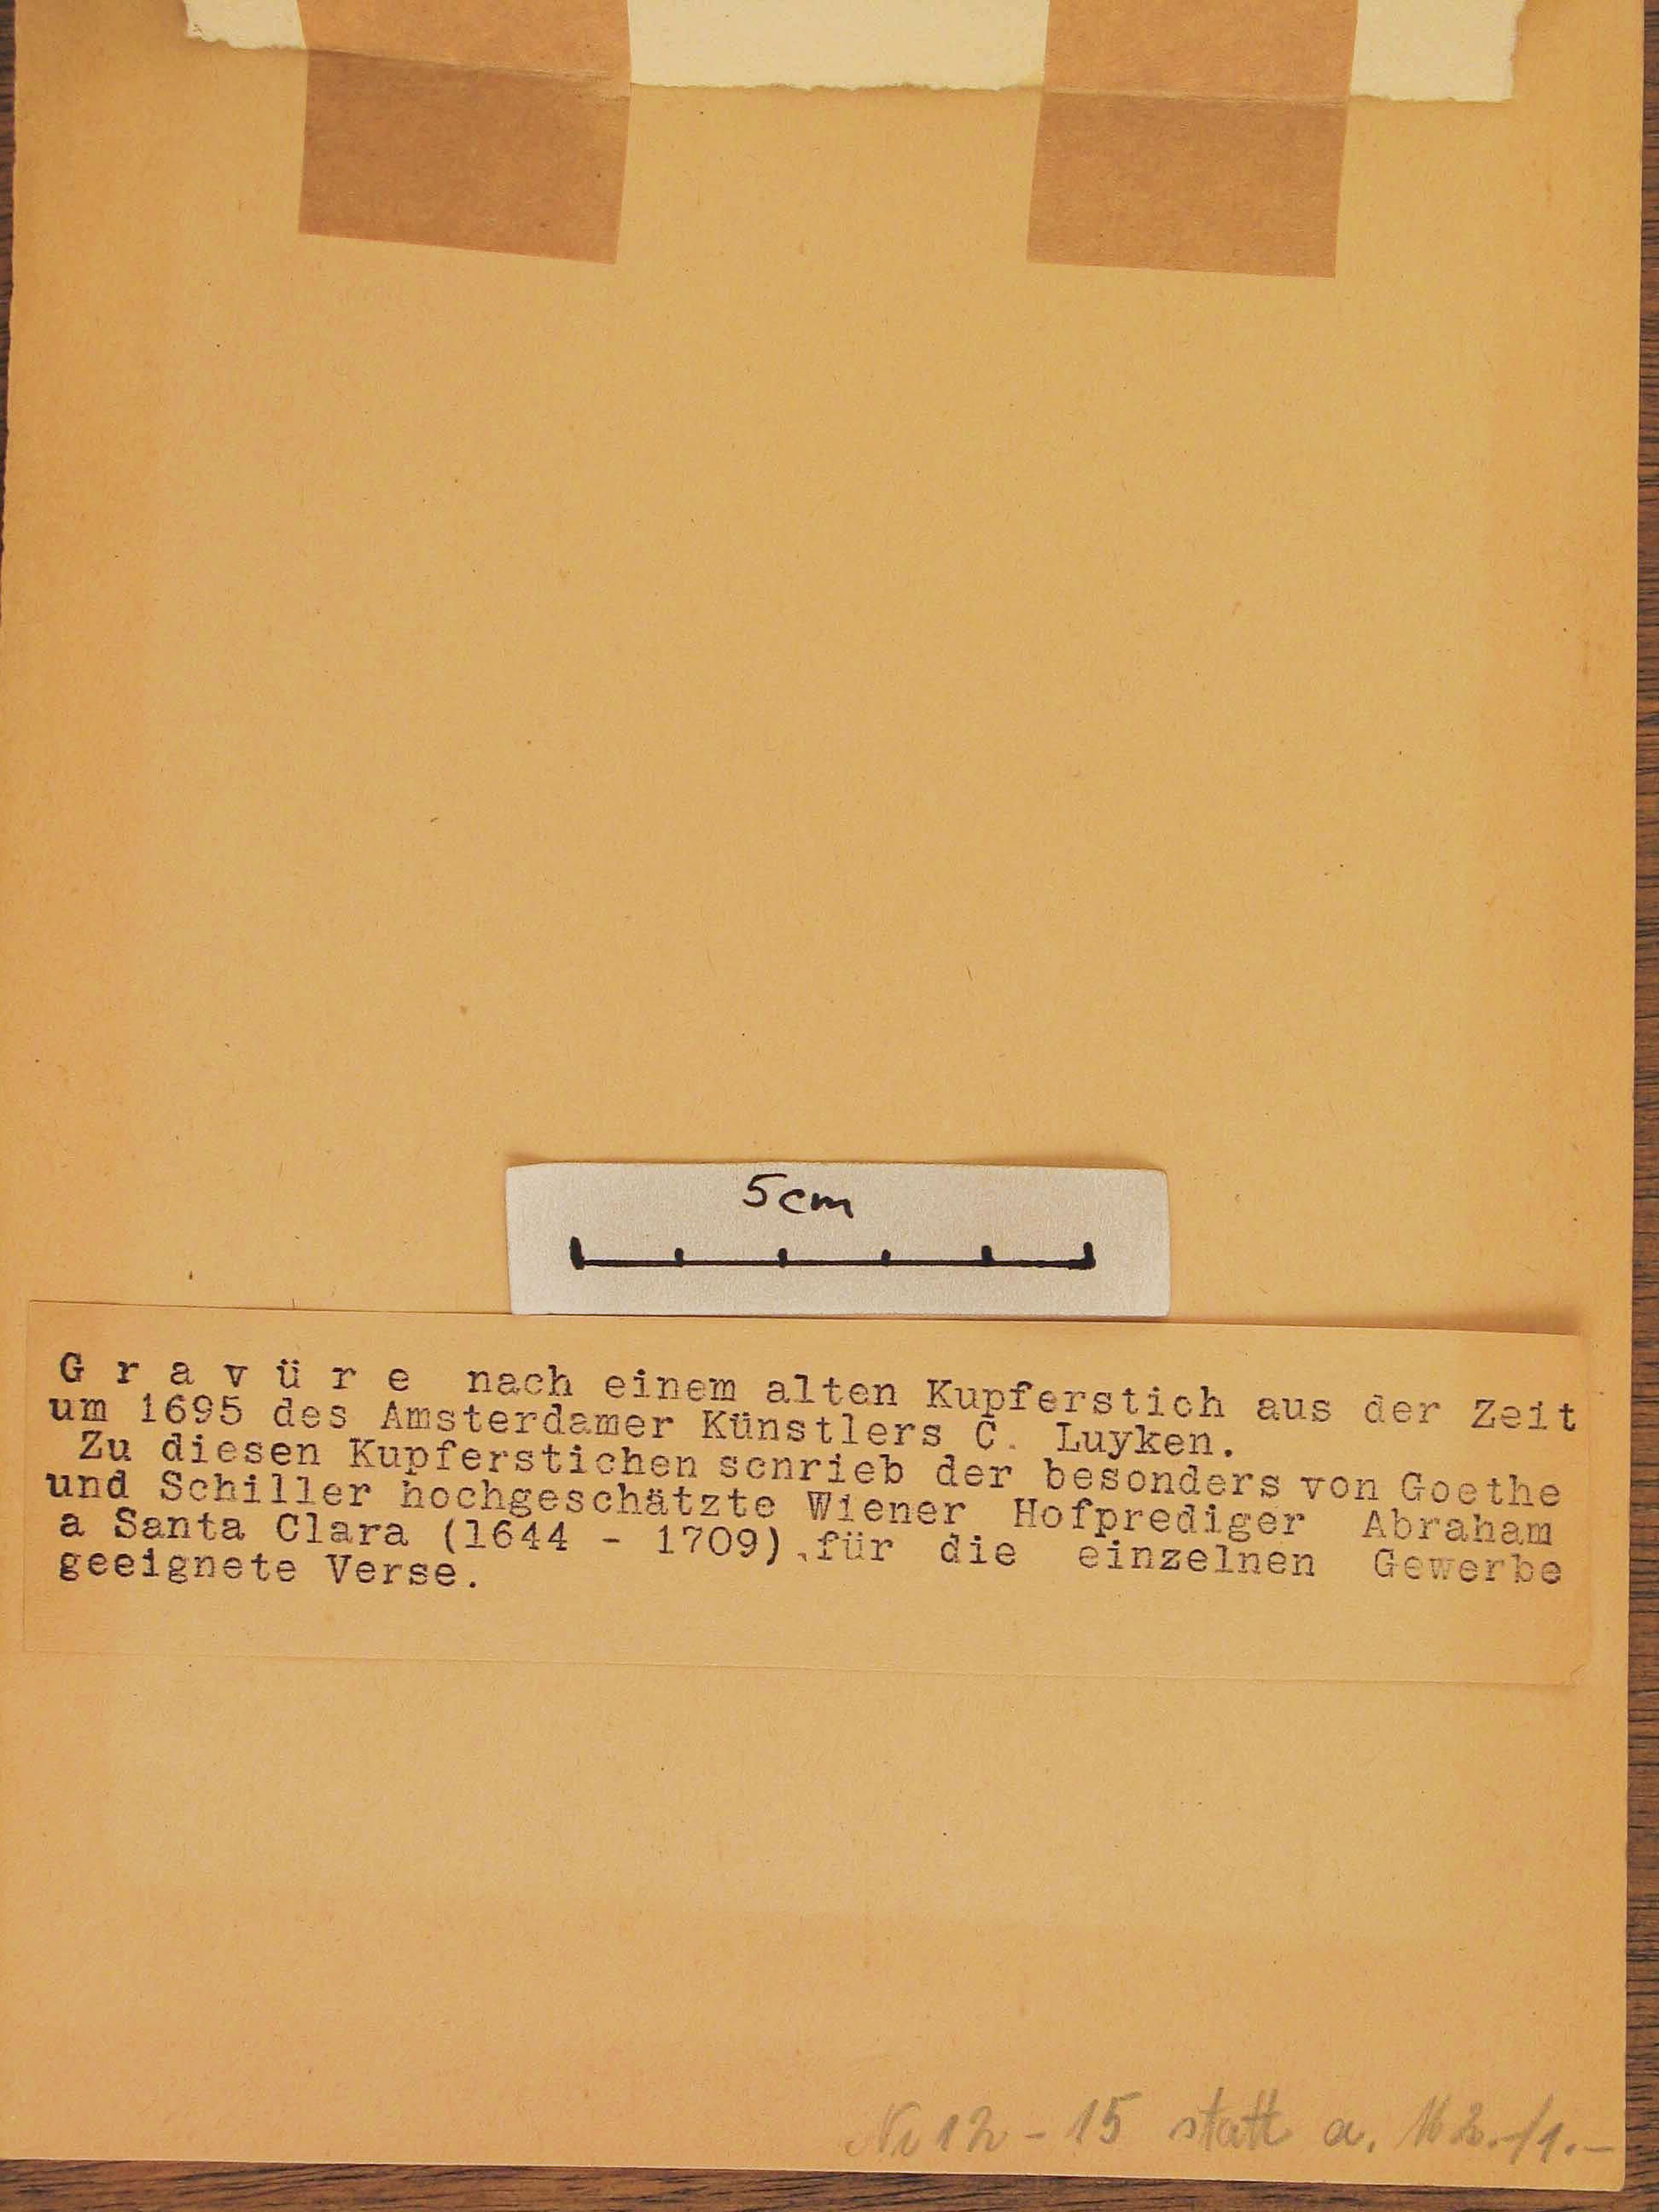 5cm
G r a v ü r e nach einem alten Kupferstich aus der Zeit
um 1695 des Amsterdamer Künstlers C. Luyken.
Zu diesen Kupferstichen schrieb der besonders von Goethe
und Schiller hochgeschätzte Wiener Hofprediger Abraham
a Santa Clara (1644 - 1709) für die einzelnen Gewerbe
geeignete Verse.
Nr 12 - 15 statt a.